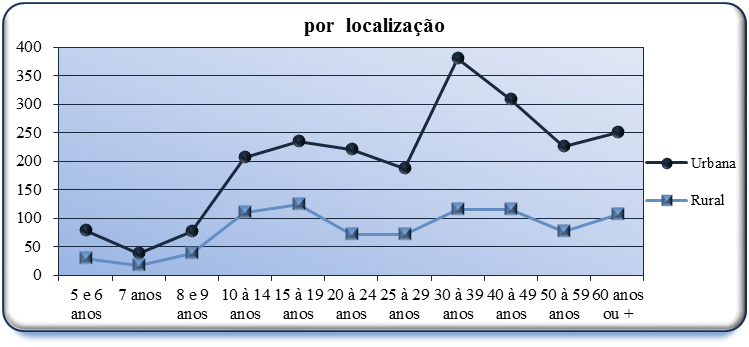 por localização
400
350
300
250
200
150
100
50
0
5 e 6 anos
7 anos
8 e 9 anos
10 à 14 anos
15 à 19 anos
20 à 24 anos
25 à 29 anos
30 à 39 anos
40 à 49 anos
50 à 59 anos
60 anos ou +
Urbana
Rural